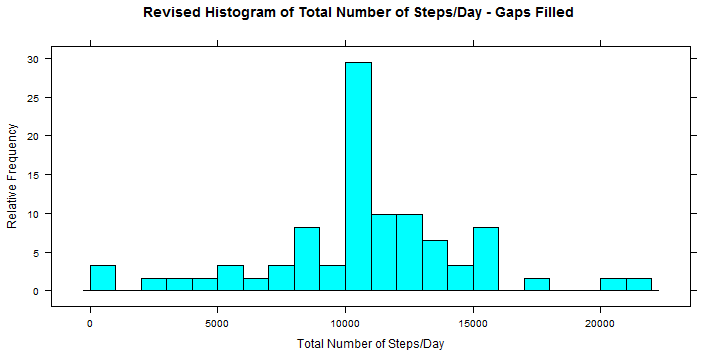 Revised Histogram of Total Number of Steps/Day - Gaps Filled
30
25
20
15
10
5
0
Relative Frequency
0 5000 10000 15000 20000
Total Number of Steps/Day